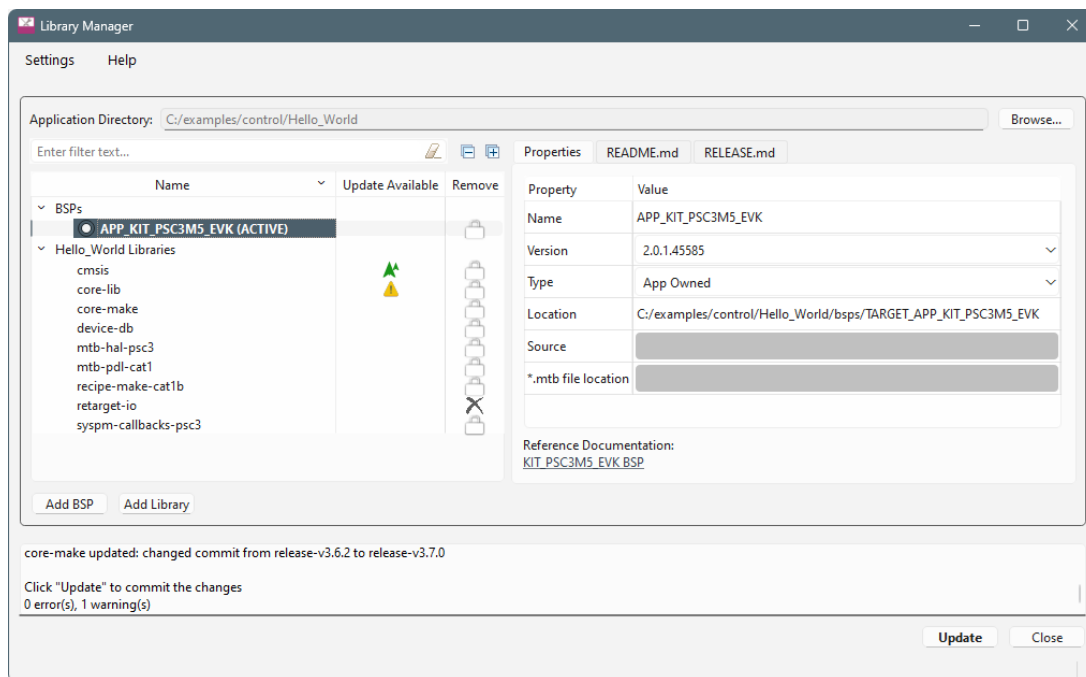 Library Manager
Settings Help
Application Directory: C:/examples/control/Hello_World Browse...
Enter filter text... Properties README.md RELEASE.md
Name Update Available Remove Property Value
BSPs Name APP_KIT_PSC3M5_EVK
APP_KIT_PSC3M5_EVK (ACTIVE)
Hello_World Libraries Version 2.0.1.45585
cmsis Type App Owned
core-lib
core-make Location C:/examples/control/Hello_World/bsps/TARGET_APP_KIT_PSC3M5_EVK
device-db
mtb-hal-psc3 Source
mtb-pdl-cat1 *.mtb file location
recipe-make-cat1b
retarget-io
syspm-callbacks-psc3
Reference Documentation:
KIT_PSC3M5_EVK BSP
Add BSP Add Library
core-make updated: changed commit from release-v3.6.2 to release-v3.7.0
Click "Update" to commit the changes
0 error(s), 1 warning(s)
Update Close